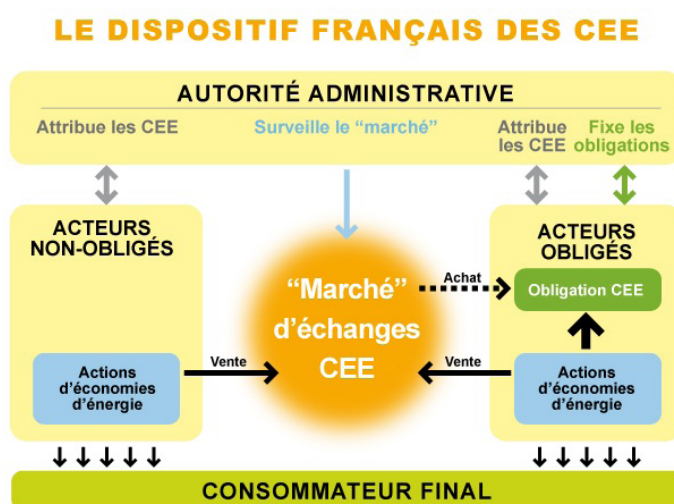 LE DISPOSITIF FRANÇAIS DES CEE
AUTORITÉ ADMINISTRATIVE
Attribue les CEE
Surveille le “marché”
Attribue
les CEE
Fixe les
obligations
ACTEURS
NON-OBLIGÉS
ACTEURS
OBLIGÉS
“Marché”
d’échanges
CEE
Achat
Obligation CEE
Actions
d’économies
d’énergie
Vente
Vente
Actions
d’économies
d’énergie
CONSOMMATEUR FINAL